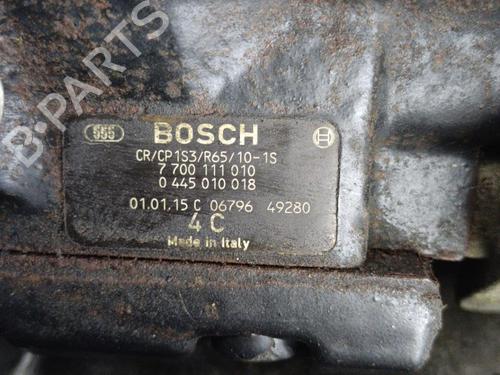 B-PARTS
555 BOSCH
CR/CP1S3/R65/10-1S
7 700 111 010
0 445 010 018
01.01.15 C 06796 49280
4 C
Made in Italy